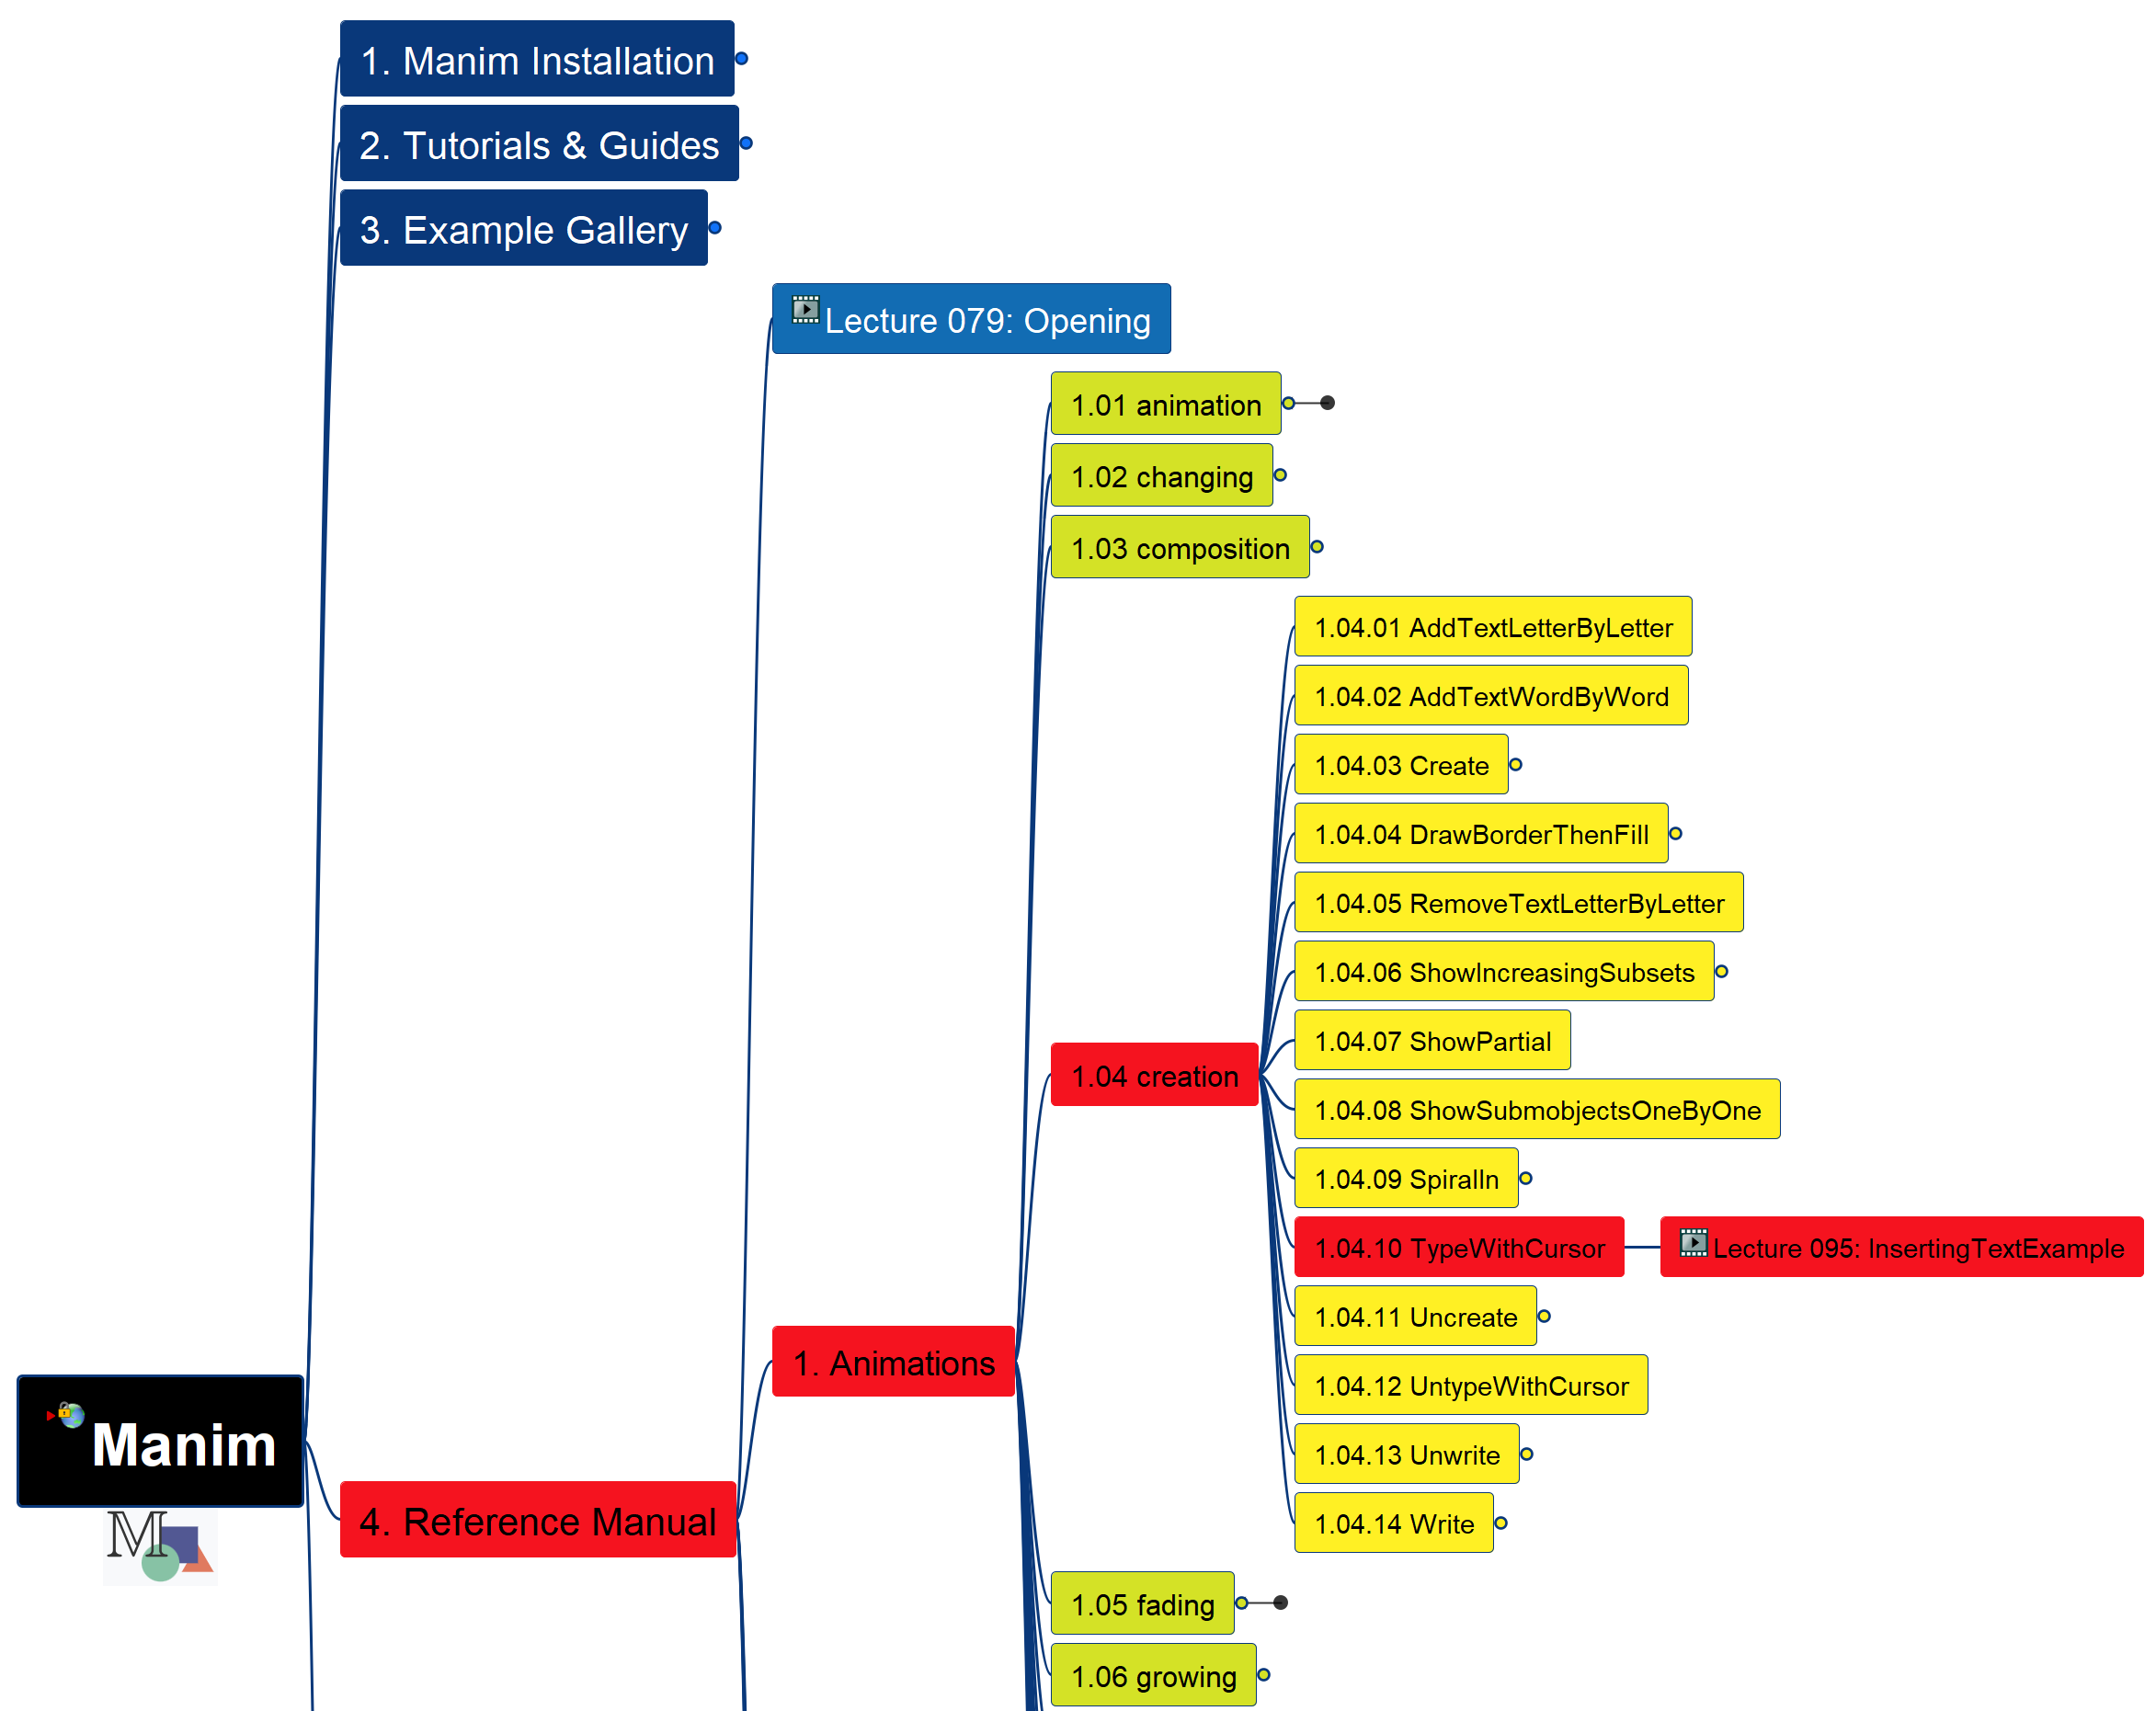 1. Manim Installation
2. Tutorials & Guides
3. Example Gallery
Lecture 079: Opening
1.01 animation
1.02 changing
1.03 composition
1.04.01 AddTextLetterByLetter
1.04.02 AddTextWordByWord
1.04.03 Create
1.04.04 DrawBorderThenFill
1.04.05 RemoveTextLetterByLetter
1.04.06 ShowIncreasingSubsets
1.04.07 ShowPartial
1.04 creation
1.04.08 ShowSubmobjectsOneByOne
1.04.09 SpiralIn
1.04.10 TypeWithCursor
Lecture 095: InsertingTextExample
1.04.11 Uncreate
1. Animations
1.04.12 UntypeWithCursor
1.04.13 Unwrite
Manim
1.04.14 Write
4. Reference Manual
M
1.05 fading
1.06 growing